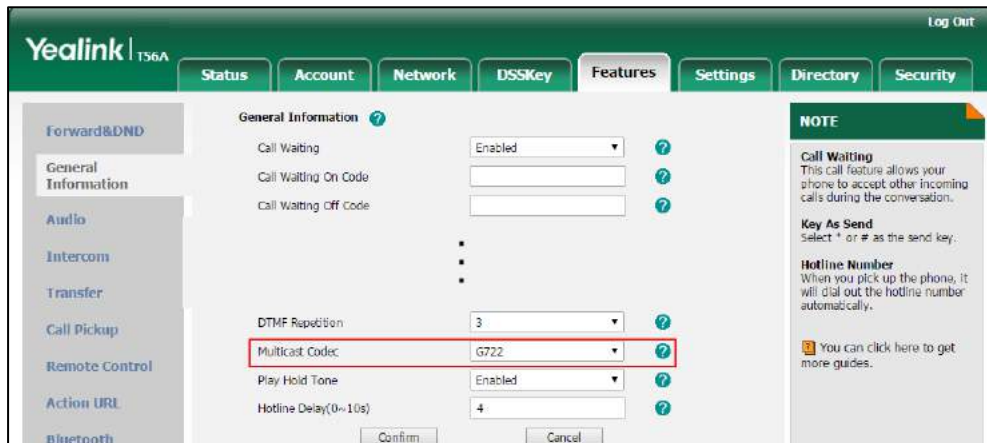 Log Out
Yealink T56A
Status Account Network DSSKey Features Settings Directory Security
Forward&DND
General
Information
Audio
Intercom
Transfer
Call Pickup
Remote Control
Action URL
Bluetooth
General Information
Call Waiting Enabled
Call Waiting On Code
Call Waiting Off Code
DTMF Repetition 3
Multicast Codec G722
Play Hold Tone Enabled
Hotline Delay(0~10s) 4
Confirm Cancel
NOTE
Call Waiting
This call feature allows your
phone to accept other incoming
calls during the conversation.
Key As Send
Select * or # as the send key.
Hotline Number
When you pick up the phone, it
will dial out the hotline number
automatically.
You can click here to get
more guides.